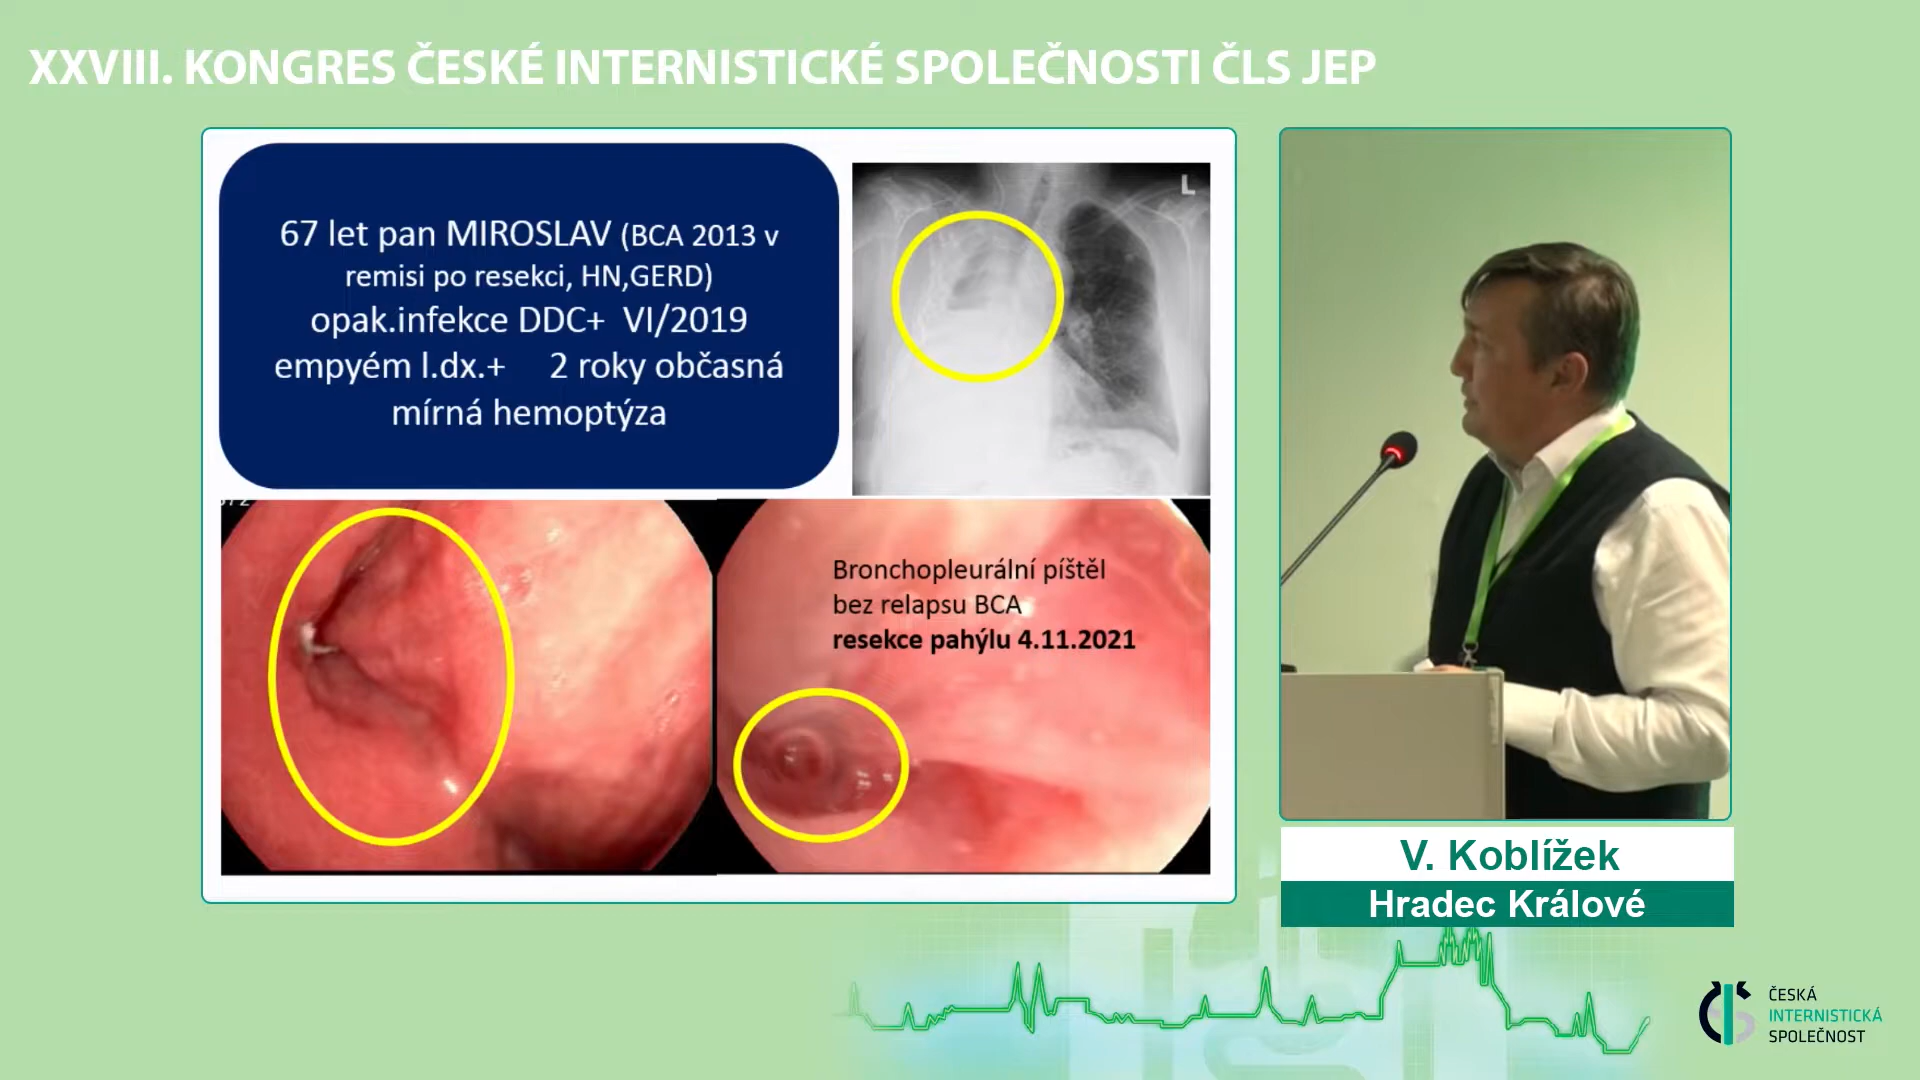 XXVIII. KONGRES ČESKÉ INTERNISTICKÉ SPOLEČNOSTI ČLS JEP
67 let pan MIROSLAV (BCA 2013 v
remisi po resekci, HN,GERD)
opak.infekce DDC+ VI/2019
empyém l.dx.+ 2 roky občasná
mírná hemoptýza
L
Bronchopleurální píštěl
bez relapsu BCA
resekce pahýlu 4.11.2021
V. Koblížek
Hradec Králové
ČESKÁ
INTERNISTICKÁ
SPOLEČNOST